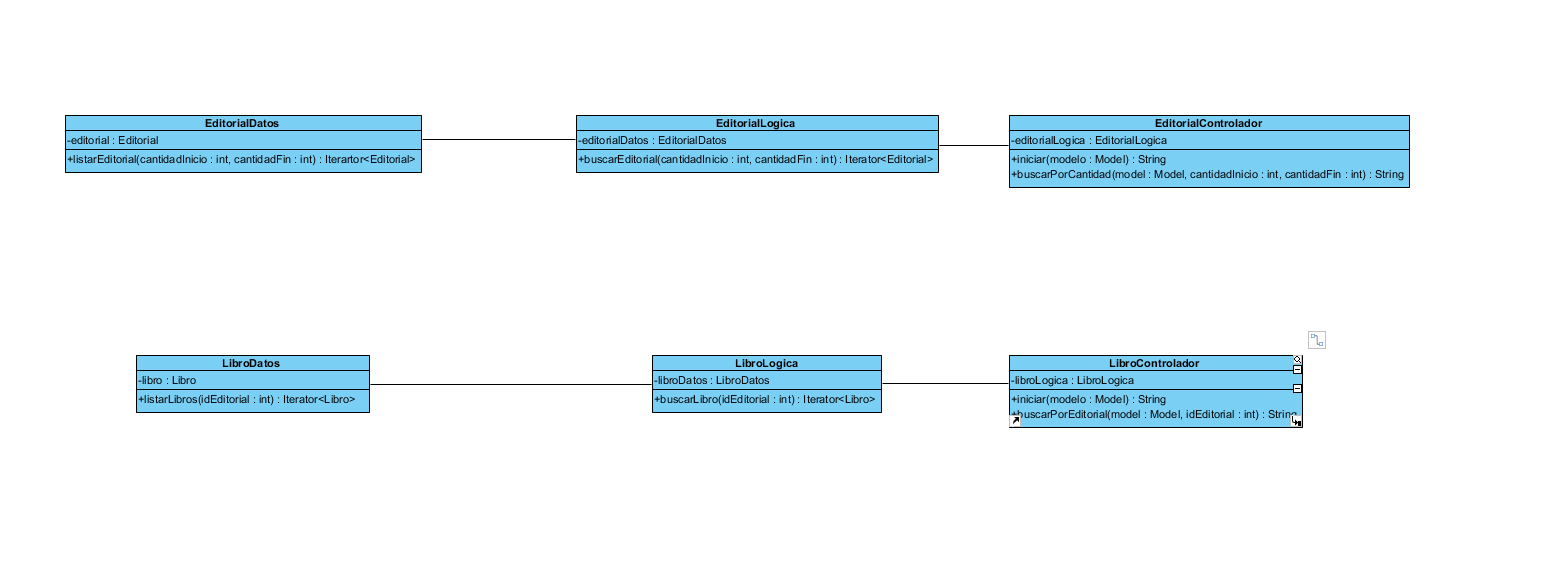 EditorialDatos
-editorial : Editorial
+listarEditorial(cantidadInicio : int, cantidadFin : int) : Iterartor<Editorial>
EditorialLogica
-editorialDatos : EditorialDatos
+buscarEditorial(cantidadInicio : int, cantidadFin : int) : Iterator<Editorial>
EditorialControlador
-editorialLogica : EditorialLogica
+iniciar(modelo : Model) : String
+buscarPorCantidad(model : Model, cantidadInicio : int, cantidadFin : int) : String
LibroDatos
-libro : Libro
+listarLibros(idEditorial : int) : Iterator<Libro>
LibroLogica
-libroDatos : LibroDatos
+buscarLibro(idEditorial : int) : Iterator<Libro>
LibroControlador
-libroLogica : LibroLogica
+iniciar(modelo : Model) : String
+buscarPorEditorial(model : Model, idEditorial : int) : String